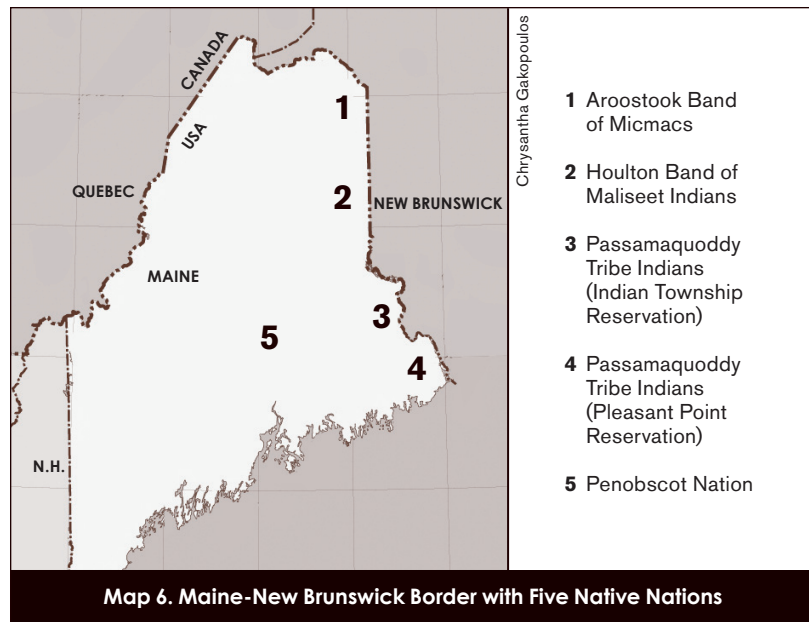 CANADA
USA
QUEBEC
NEW BRUNSWICK
MAINE
N.H.
1
2
3
4
5
Chrysantha Gakopoulos
1 Aroostook Band
of Micmacs
2 Houlton Band of
Maliseet Indians
3 Passamaquoddy
Tribe Indians
(Indian Township
Reservation)
4 Passamaquoddy
Tribe Indians
(Pleasant Point
Reservation)
5 Penobscot Nation
Map 6. Maine-New Brunswick Border with Five Native Nations